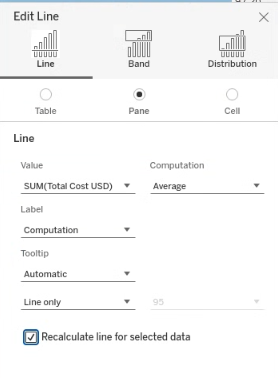 Edit Line
Line Band Distribution
Table Pane Cell
Line
Value Computation
SUM(Total Cost USD) Average
Label
Computation
Tooltip
Automatic
Line only 95
Recalculate line for selected data